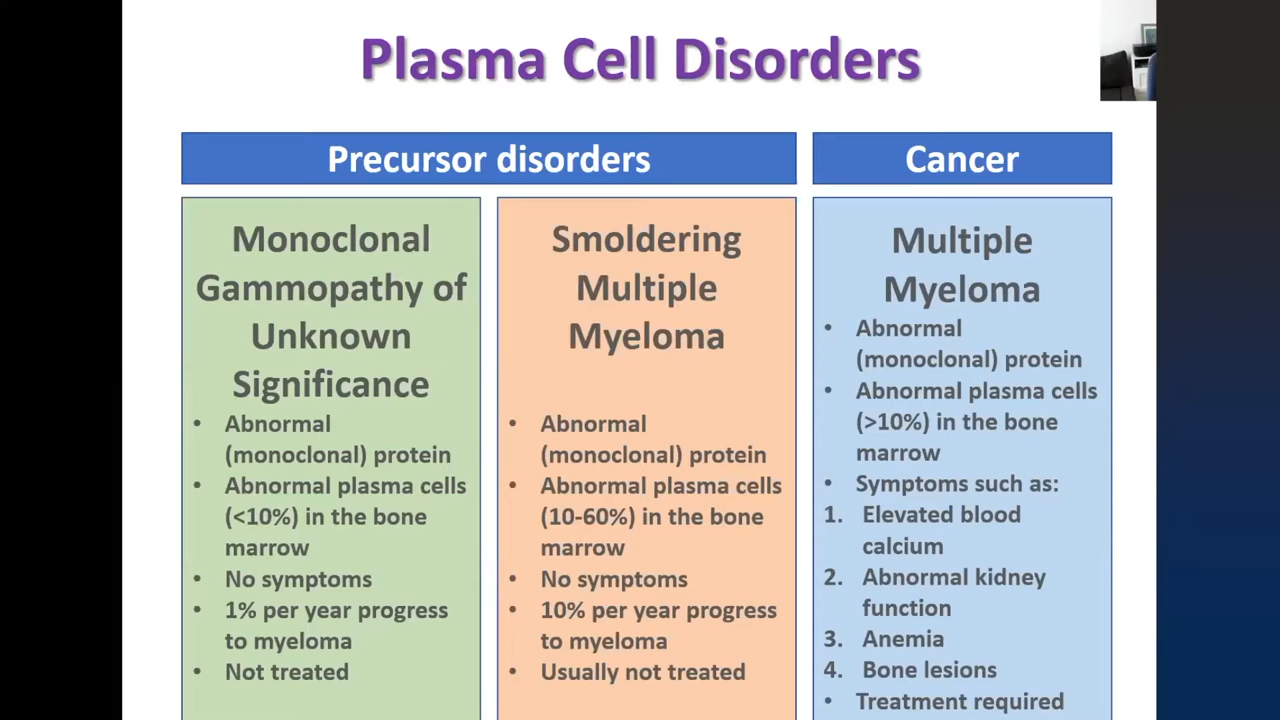 Plasma Cell Disorders
Precursor disorders
Cancer
Monoclonal
Gammopathy of
Unknown
Significance
• Abnormal
(monoclonal) protein
• Abnormal plasma cells
(<10%) in the bone
marrow
• No symptoms
• 1% per year progress
to myeloma
• Not treated
Smoldering
Multiple
Myeloma
• Abnormal
(monoclonal) protein
• Abnormal plasma cells
(10-60%) in the bone
marrow
• No symptoms
• 10% per year progress
to myeloma
• Usually not treated
Multiple
Myeloma
• Abnormal
(monoclonal) protein
• Abnormal plasma cells
(>10%) in the bone
marrow
• Symptoms such as:
1. Elevated blood
calcium
2. Abnormal kidney
function
3. Anemia
4. Bone lesions
• Treatment required